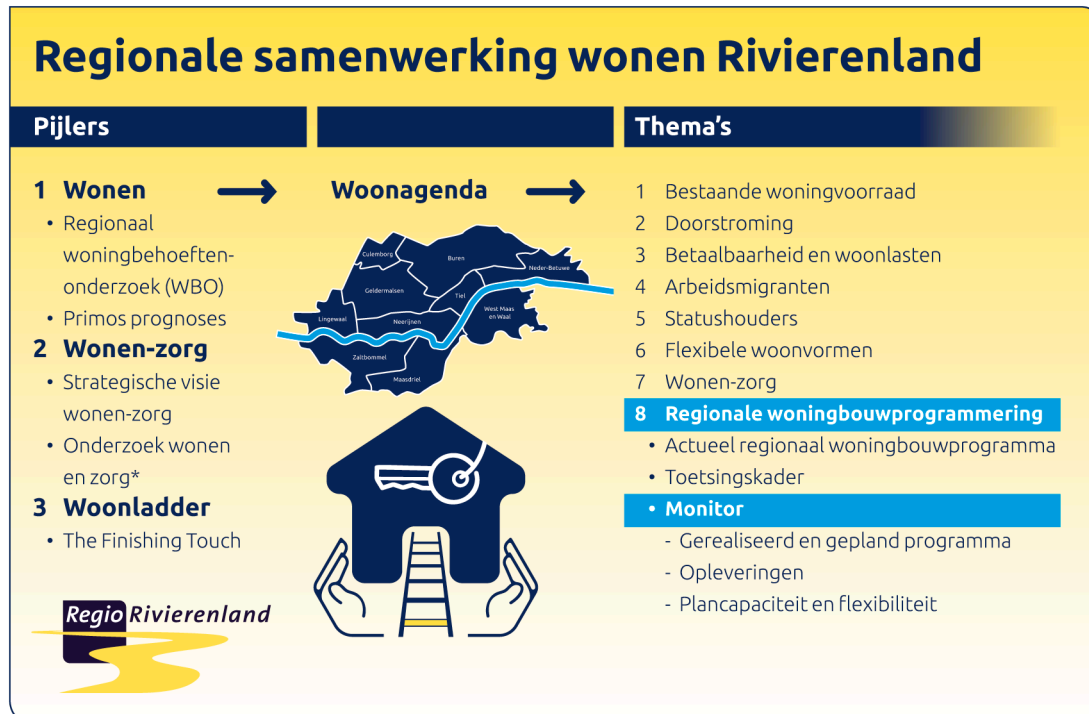 Regionale samenwerking wonen Rivierenland
Pijlers
1 Wonen
• Regionaal
woningbehoeften-
onderzoek (WBO)
• Primos prognoses
2 Wonen-zorg
• Strategische visie
wonen-zorg
• Onderzoek wonen
en zorg*
3 Woonladder
• The Finishing Touch
Regio Rivierenland
Woonagenda
Culemborg
Buren
Neder-Betuwe
Geldermalsen
Tiel
West Maas
en Waal
Lingewaal
Neerijnen
Zaltbommel
Maasdriel
Thema's
1 Bestaande woningvoorraad
2 Doorstroming
3 Betaalbaarheid en woonlasten
4 Arbeidsmigranten
5 Statushouders
6 Flexibele woonvormen
7 Wonen-zorg
8 Regionale woningbouwprogrammering
• Actueel regionaal woningbouwprogramma
• Toetsingskader
• Monitor
- Gerealiseerd en gepland programma
- Opleveringen
- Plancapaciteit en flexibiliteit